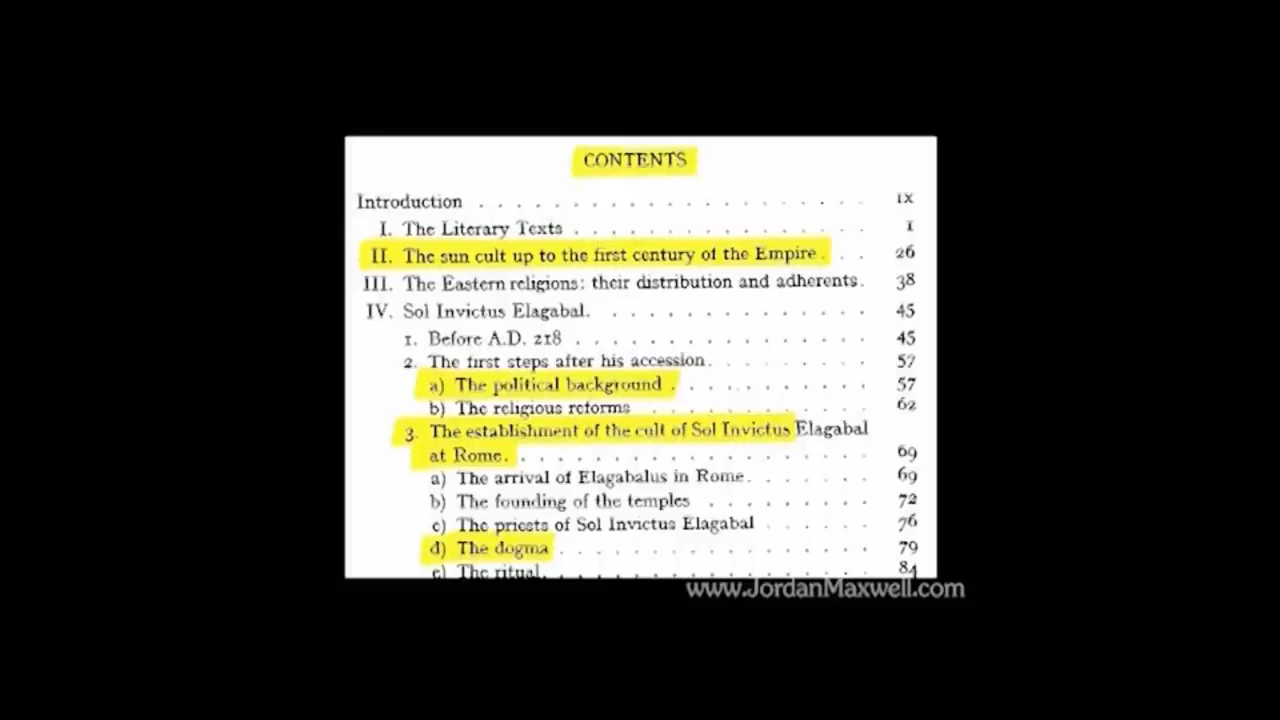 CONTENTS
Introduction . . . . . . . . . . . . . . . . . IX
I. The Literary Texts . . . . . . . . . . . . . 1
II. The sun cult up to the first century of the Empire . . . 26
III. The Eastern religions: their distribution and adherents. 38
IV. Sol Invictus Elagabal. . . . . . . . . . . . 45
1. Before A.D. 218 . . . . . . . . . . . . . 45
2. The first steps after his accession. . . . . . . . 57
a) The political background . . . . . . . . . 57
b) The religious reforms . . . . . . . . . . 62
3. The establishment of the cult of Sol Invictus Elagabal
at Rome. . . . . . . . . . . . . . . . . 69
a) The arrival of Elagabalus in Rome. . . . . . . 69
b) The founding of the temples . . . . . . . . 72
c) The priests of Sol Invictus Elagabal . . . . . 76
d) The dogma . . . . . . . . . . . . . . 79
e) The ritual. . . . . . . . . . . . . . . 84
www.JordanMaxwell.com